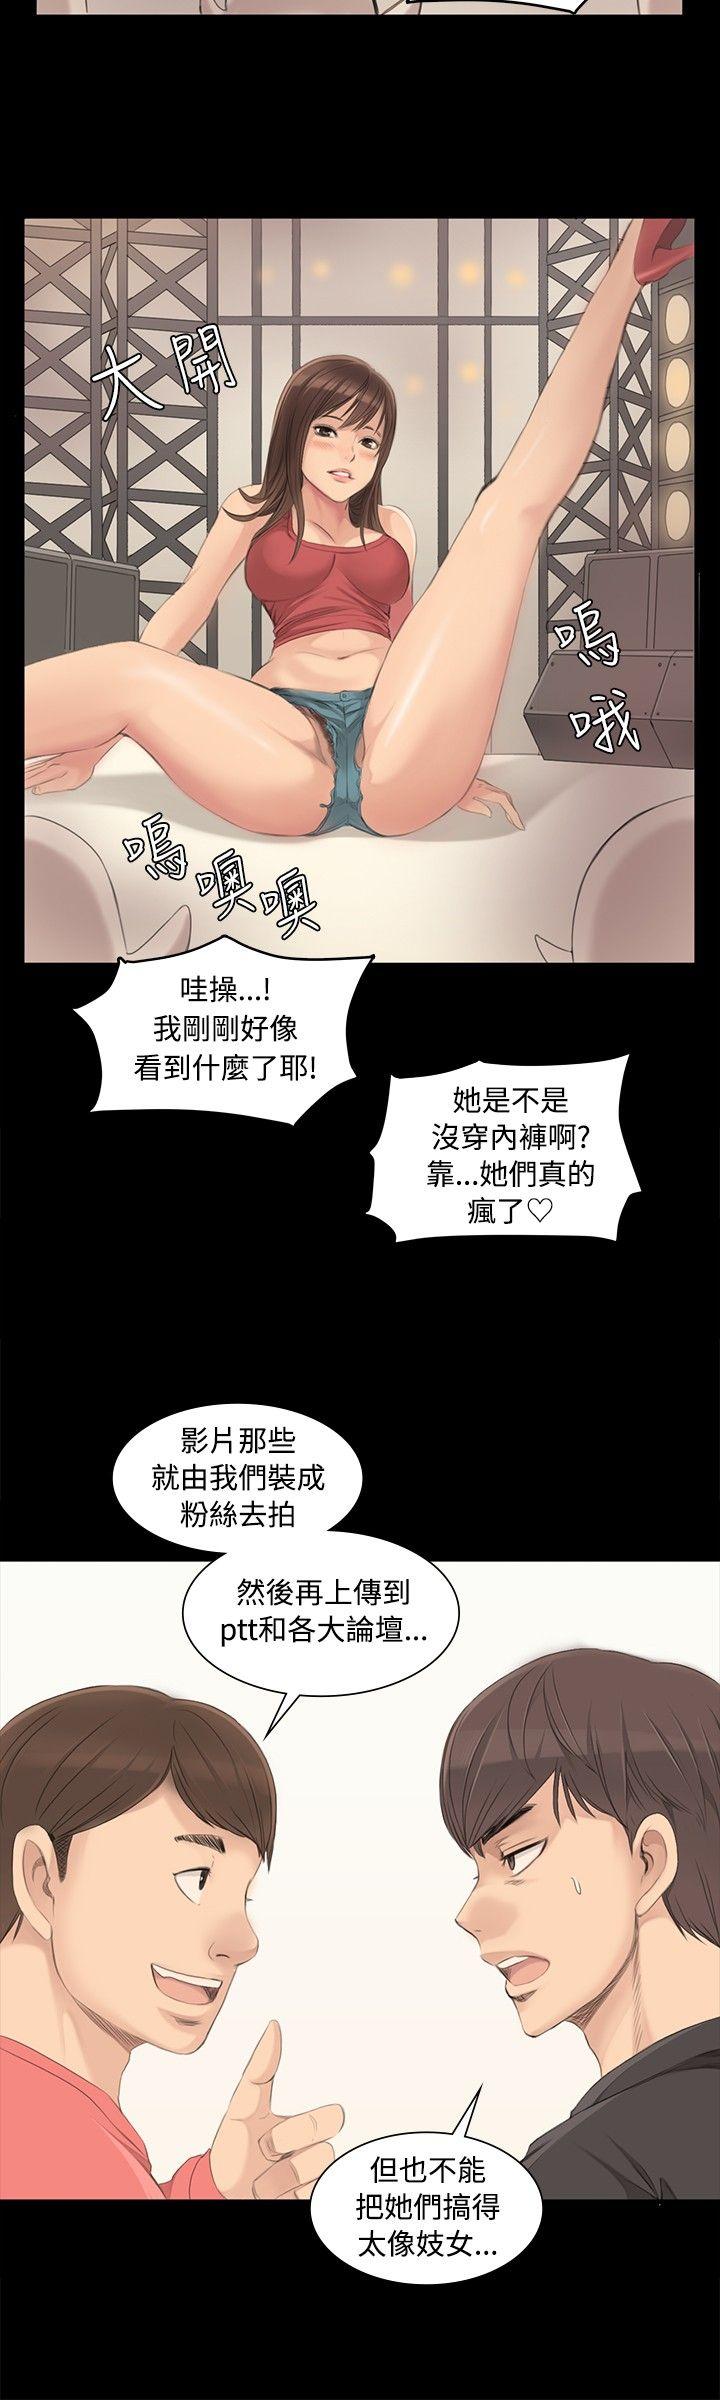 大開
嗚
哦
嗚噢噢
哇操...!
我剛剛好像
看到什麼了耶!
她是不是
沒穿內褲啊?
靠...她們真的
瘋了♡
影片那些
就由我們裝成
粉絲去拍
然後再上傳到
ptt和各大論壇...
但也不能
把她們搞得
太像妓女...